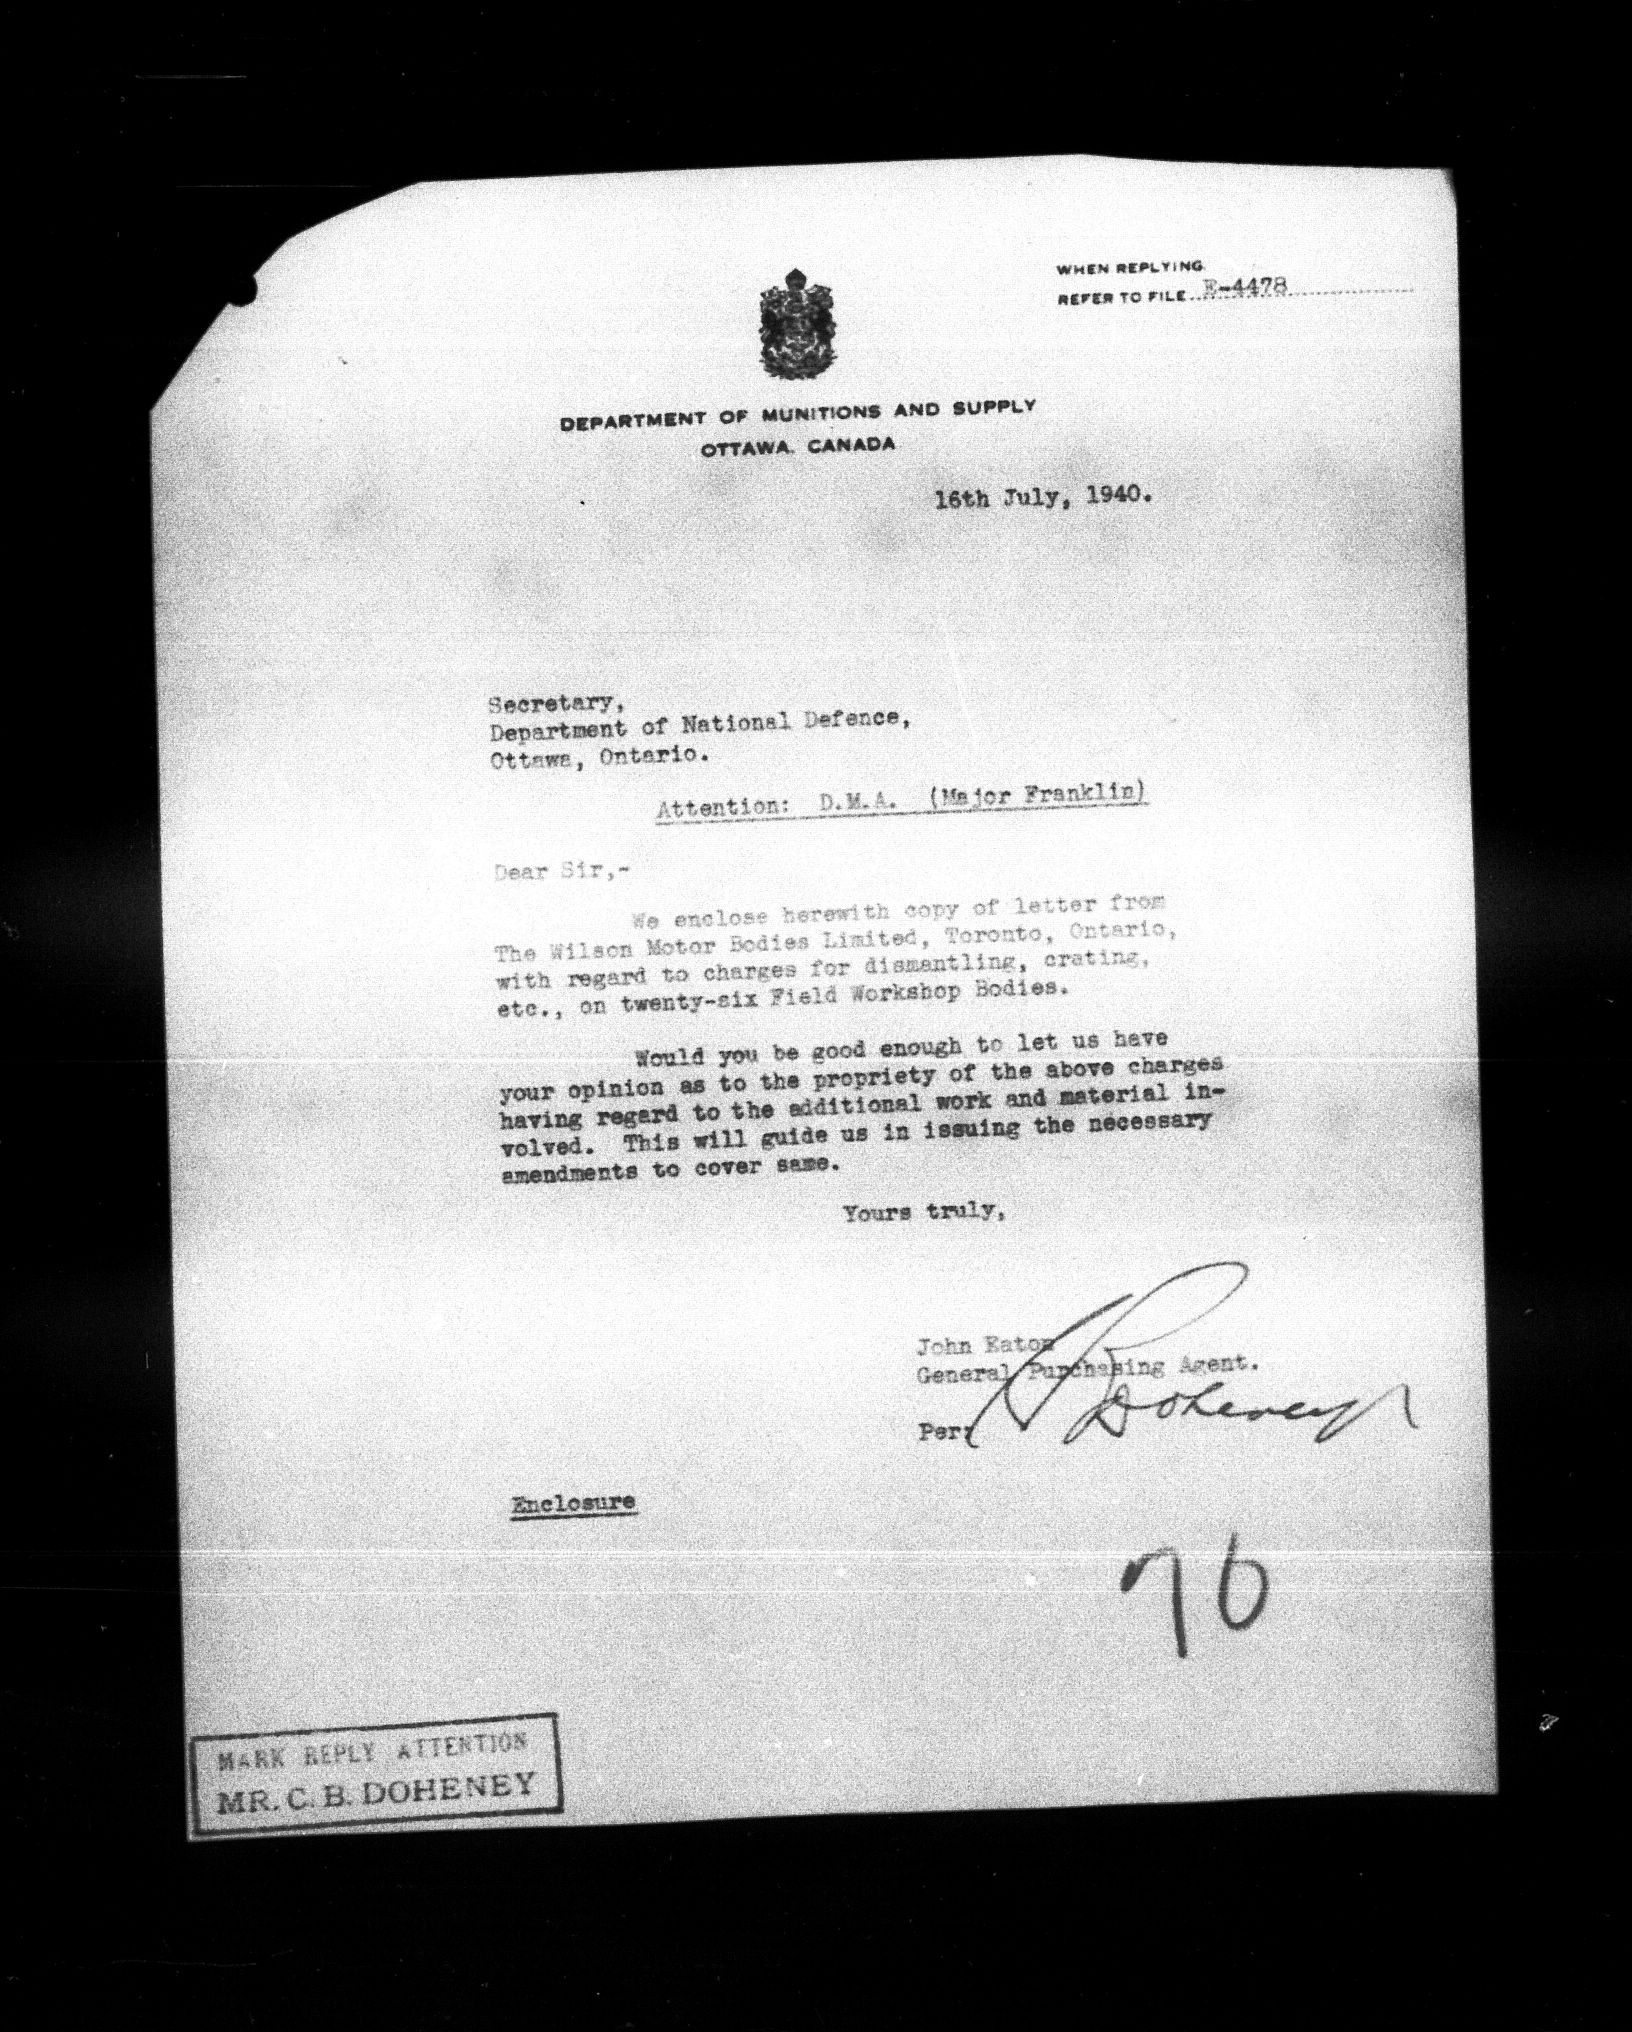 WHEN REPLYING
REFER TO FILE E-4478
DEPARTMENT OF MUNITIONS AND SUPPLY
OTTAWA, CANADA
16th July, 1940.
Secretary,
Department of National Defence,
Ottawa, Ontario.
Attention: D.M.A. (Major Franklin)
Dear Sir,-
We enclose herewith copy of letter from
The Wilson Motor Bodies Limited, Toronto, Ontario,
with regard to charges for dismantling, crating,
etc., on twenty-six Field Workshop Bodies.
Would you be good enough to let us have
your opinion as to the propriety of the above charges
having regard to the additional work and material in-
volved. This will guide us in issuing the necessary
amendments to cover same.
Yours truly,
John Eaton
General Purchasing Agent.
Per: Doheney
Enclosure
76
MARK REPLY ATTENTION
MR. C. B. DOHENEY